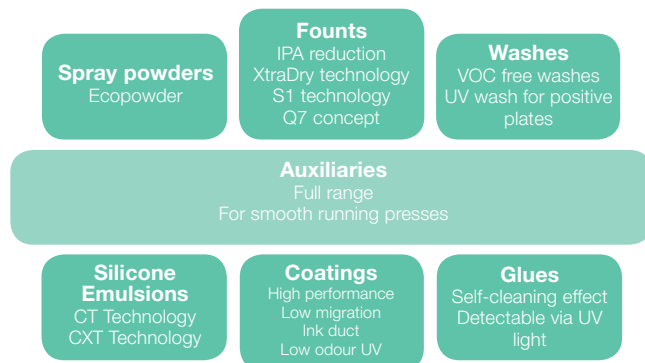 Spray powders
Ecopowder
Founts
IPA reduction
XtraDry technology
S1 technology
Q7 concept
Washes
VOC free washes
UV wash for positive
plates
Auxiliaries
Full range
For smooth running presses
Silicone
Emulsions
CT Technology
CXT Technology
Coatings
High performance
Low migration
Ink duct
Low odour UV
Glues
Self-cleaning effect
Detectable via UV
light